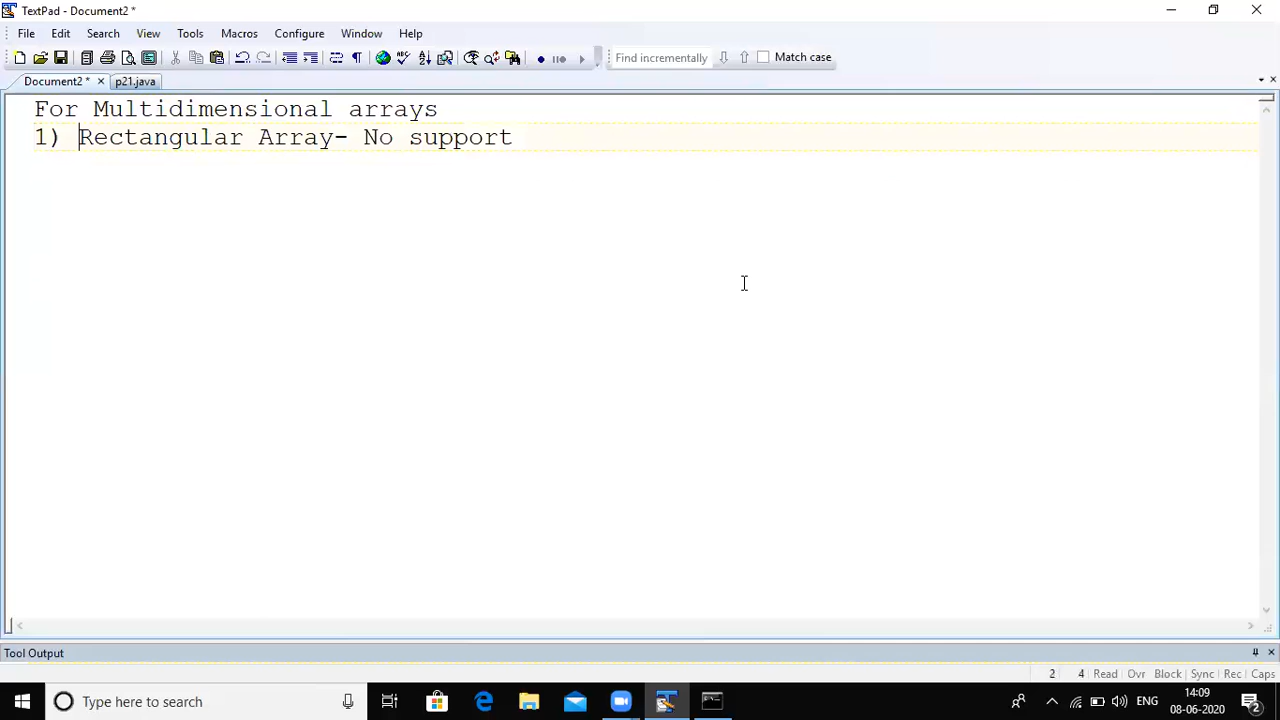 TextPad - Document2 *
File Edit Search View Tools Macros Configure Window Help
Find incrementally Match case
Document2 * p21.java
For Multidimensional arrays
1) Rectangular Array- No support
Tool Output
2 4 Read Ovr Block Sync Rec Caps
Type here to search
ENG
14:09
08-06-2020
2